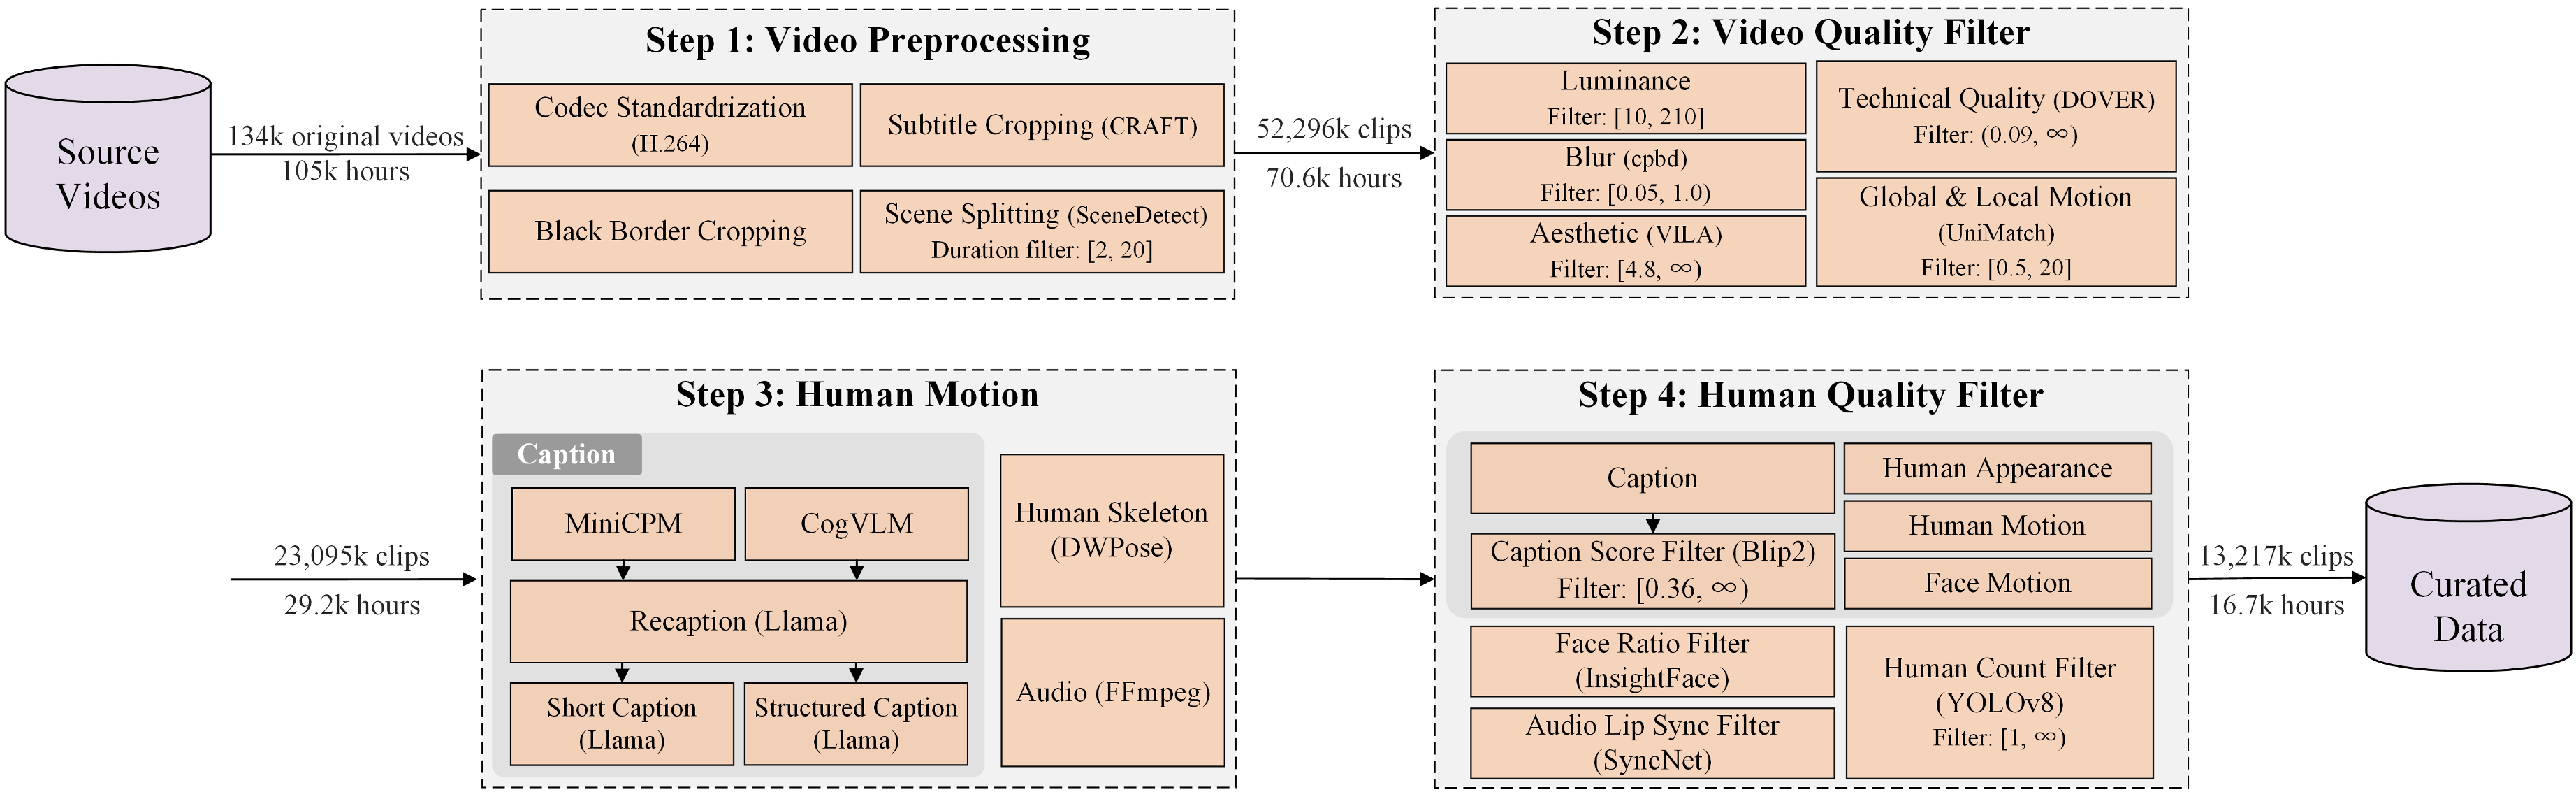 Source
Videos
134k original videos
105k hours
Step 1: Video Preprocessing
Codec Standardrization
(H.264)
Subtitle Cropping (CRAFT)
Black Border Cropping
Scene Splitting (SceneDetect)
Duration filter: [2, 20]
52,296k clips
70.6k hours
Step 2: Video Quality Filter
Luminance
Filter: [10, 210]
Blur (cpbd)
Filter: [0.05, 1.0)
Aesthetic (VILA)
Filter: [4.8, ∞)
Technical Quality (DOVER)
Filter: (0.09, ∞)
Global & Local Motion
(UniMatch)
Filter: [0.5, 20]
23,095k clips
29.2k hours
Step 3: Human Motion
Caption
MiniCPM
CogVLM
Recaption (Llama)
Short Caption
(Llama)
Structured Caption
(Llama)
Human Skeleton
(DWPose)
Audio (FFmpeg)
Step 4: Human Quality Filter
Caption
Caption Score Filter (Blip2)
Filter: [0.36, ∞)
Human Appearance
Human Motion
Face Motion
Face Ratio Filter
(InsightFace)
Audio Lip Sync Filter
(SyncNet)
Human Count Filter
(YOLOv8)
Filter: [1, ∞)
13,217k clips
16.7k hours
Curated
Data